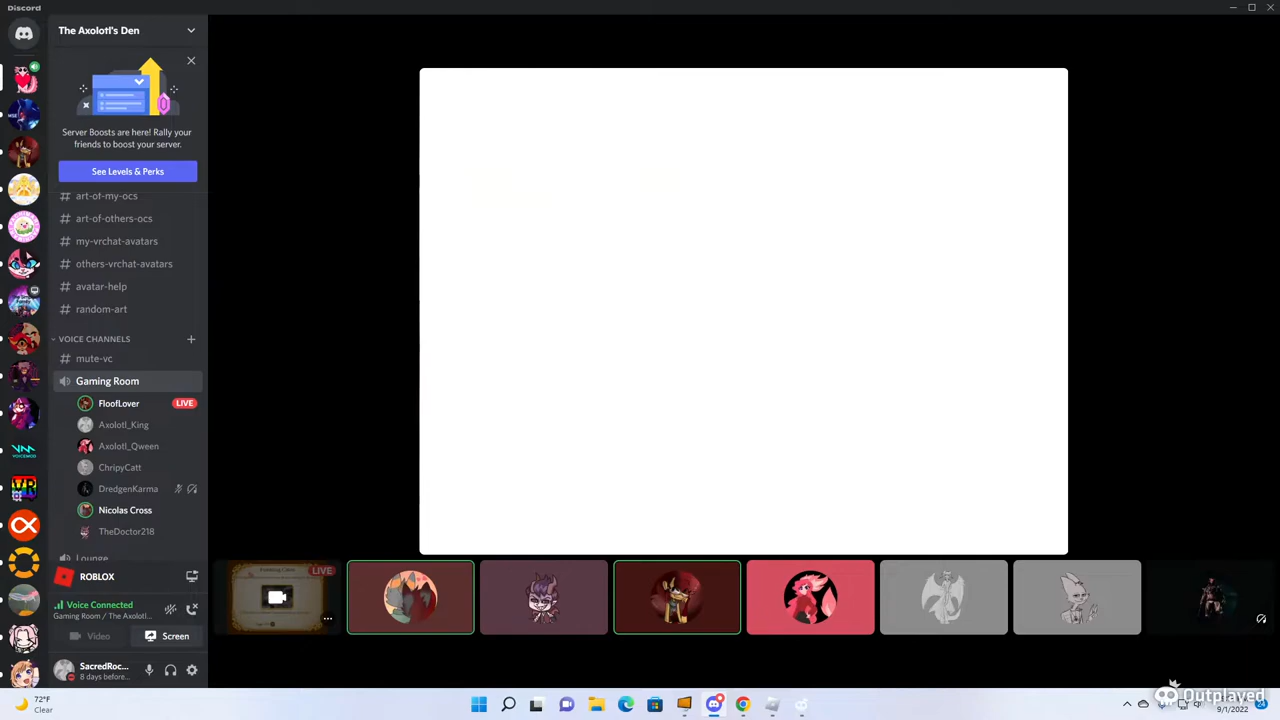 Discord
The Axolotl's Den
Server Boosts are here! Rally your
friends to boost your server.
See Levels & Perks
# art-of-my-ocs
# art-of-others-ocs
# my-vrchat-avatars
# others-vrchat-avatars
# avatar-help
# random-art
VOICE CHANNELS
# mute-vc
Gaming Room
FloofLover LIVE
Axolotl_King
Axolotl_Qween
ChripyCatt
DredgenKarma
Nicolas Cross
TheDoctor218
Lounge
ROBLOX
LIVE
Voice Connected
Gaming Room / The Axolotl...
Video
Screen
SacredRoc...
8 days before...
VOICEMOD
VR
72°F
Clear
Outplayed
9/1/2022